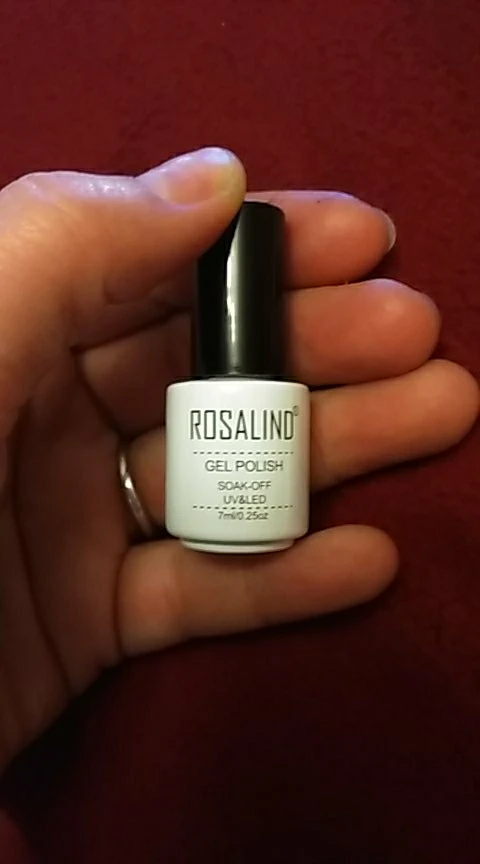 ROSALIND®
GEL POLISH
SOAK-OFF
UV&LED
7ml/0.25oz